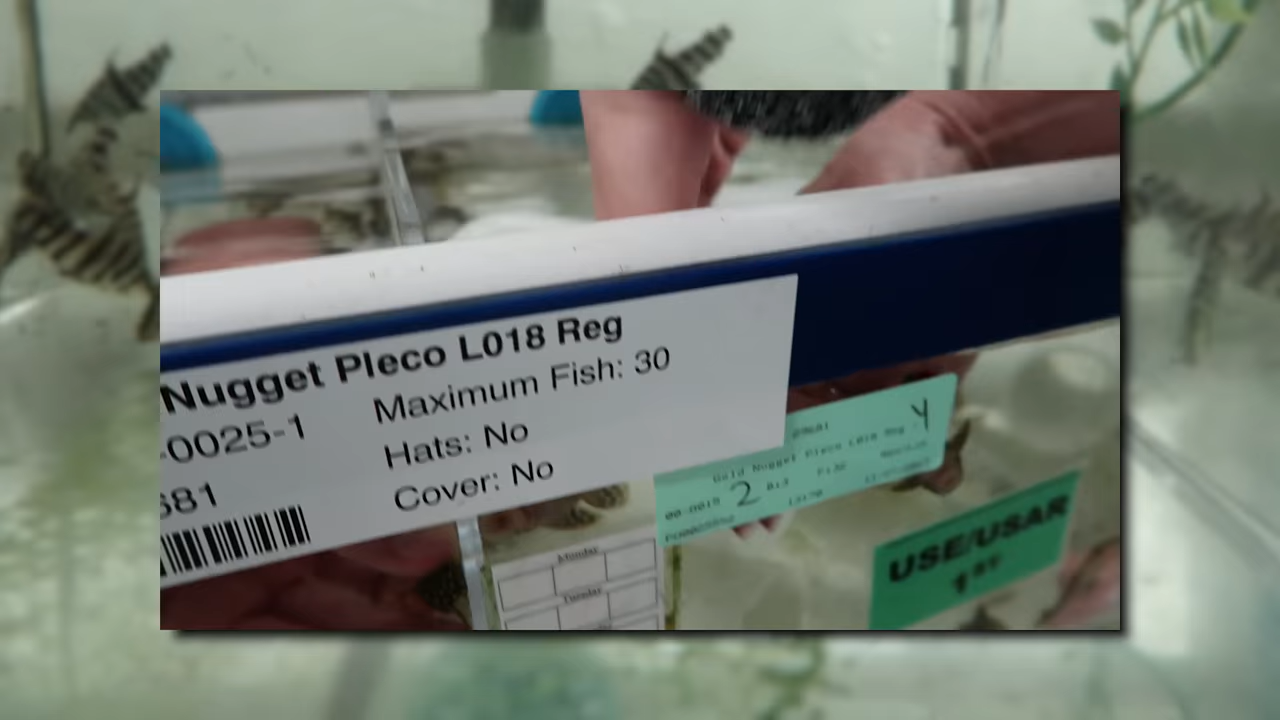 Nugget Pleco L018 Reg
-0025-1
Maximum Fish: 30
Hats: No
681
Cover: No
Gold Nugget Pleco L018 Reg
4
2
USE/USAR
1ST
Monday
Tuesday